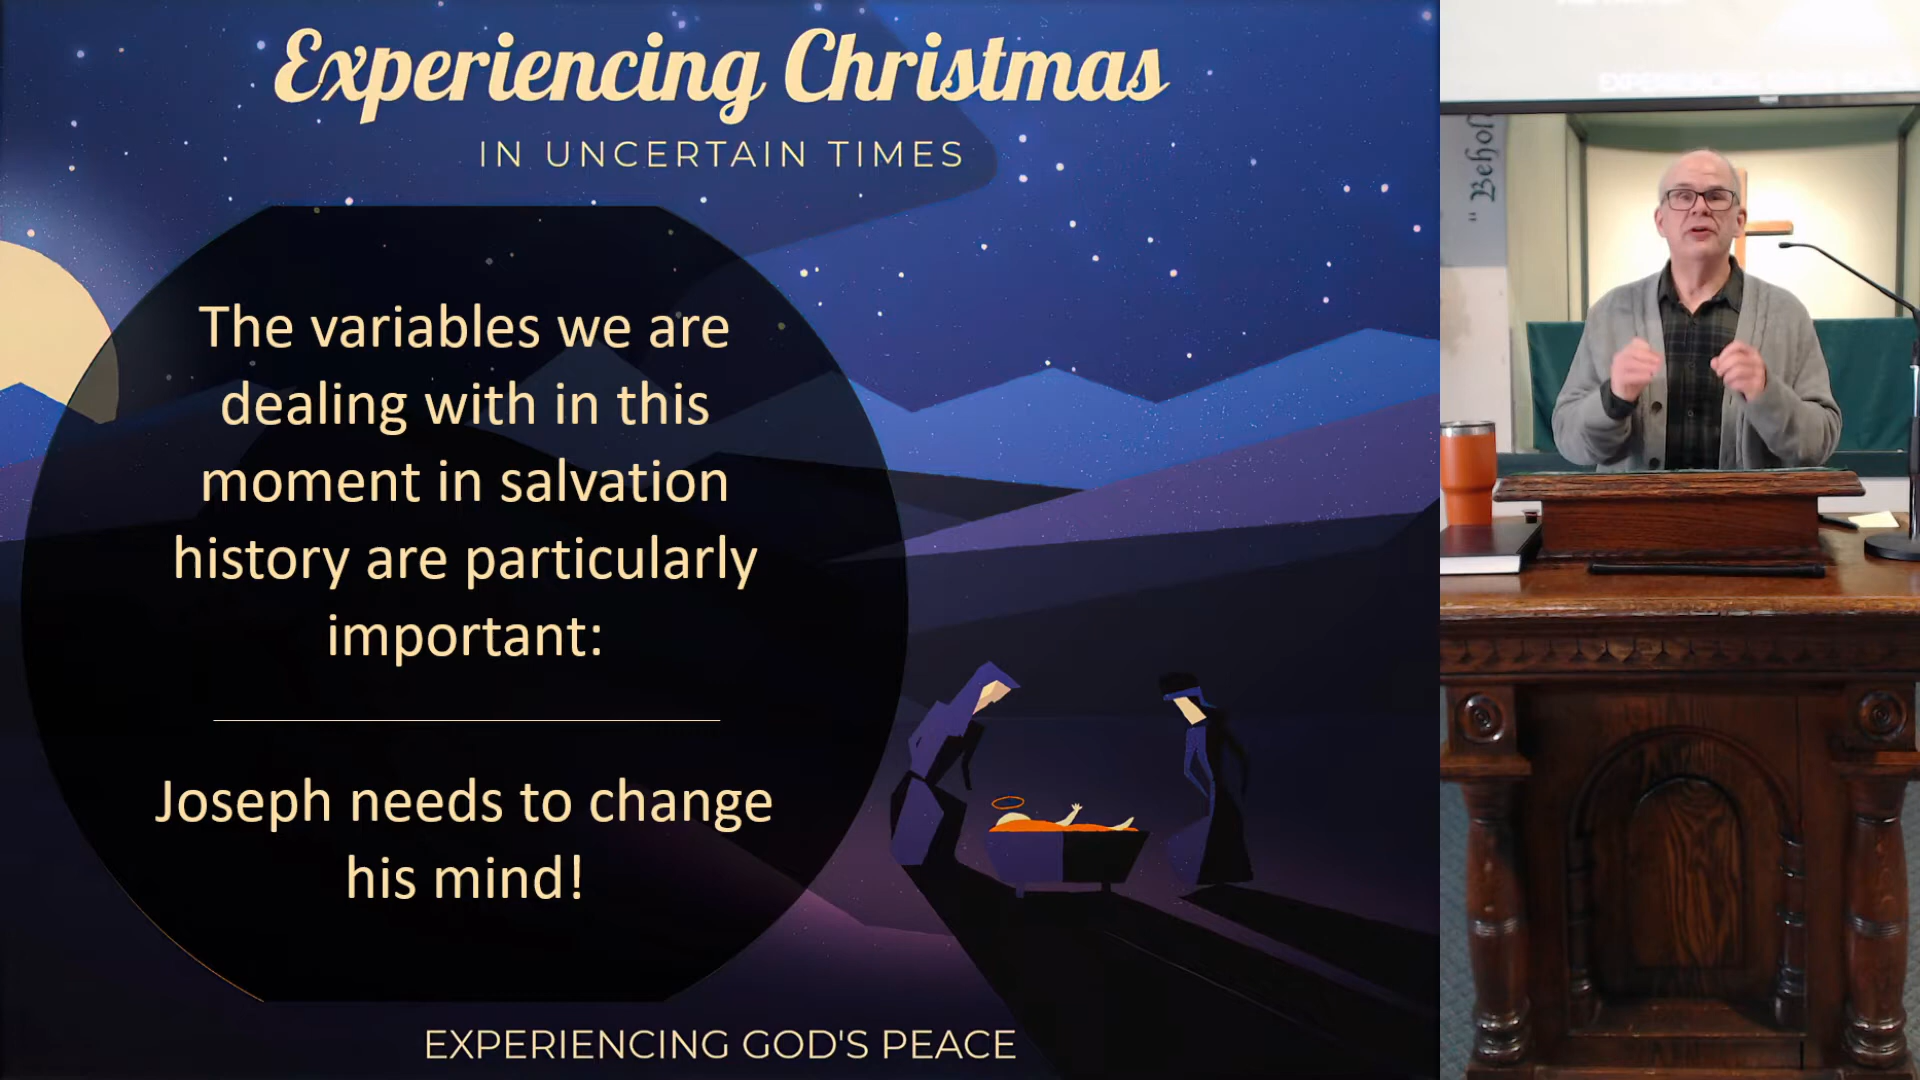 Experiencing Christmas
IN UNCERTAIN TIMES
The variables we are
dealing with in this
moment in salvation
history are particularly
important:
Joseph needs to change
his mind!
EXPERIENCING GOD'S PEACE
"Behol